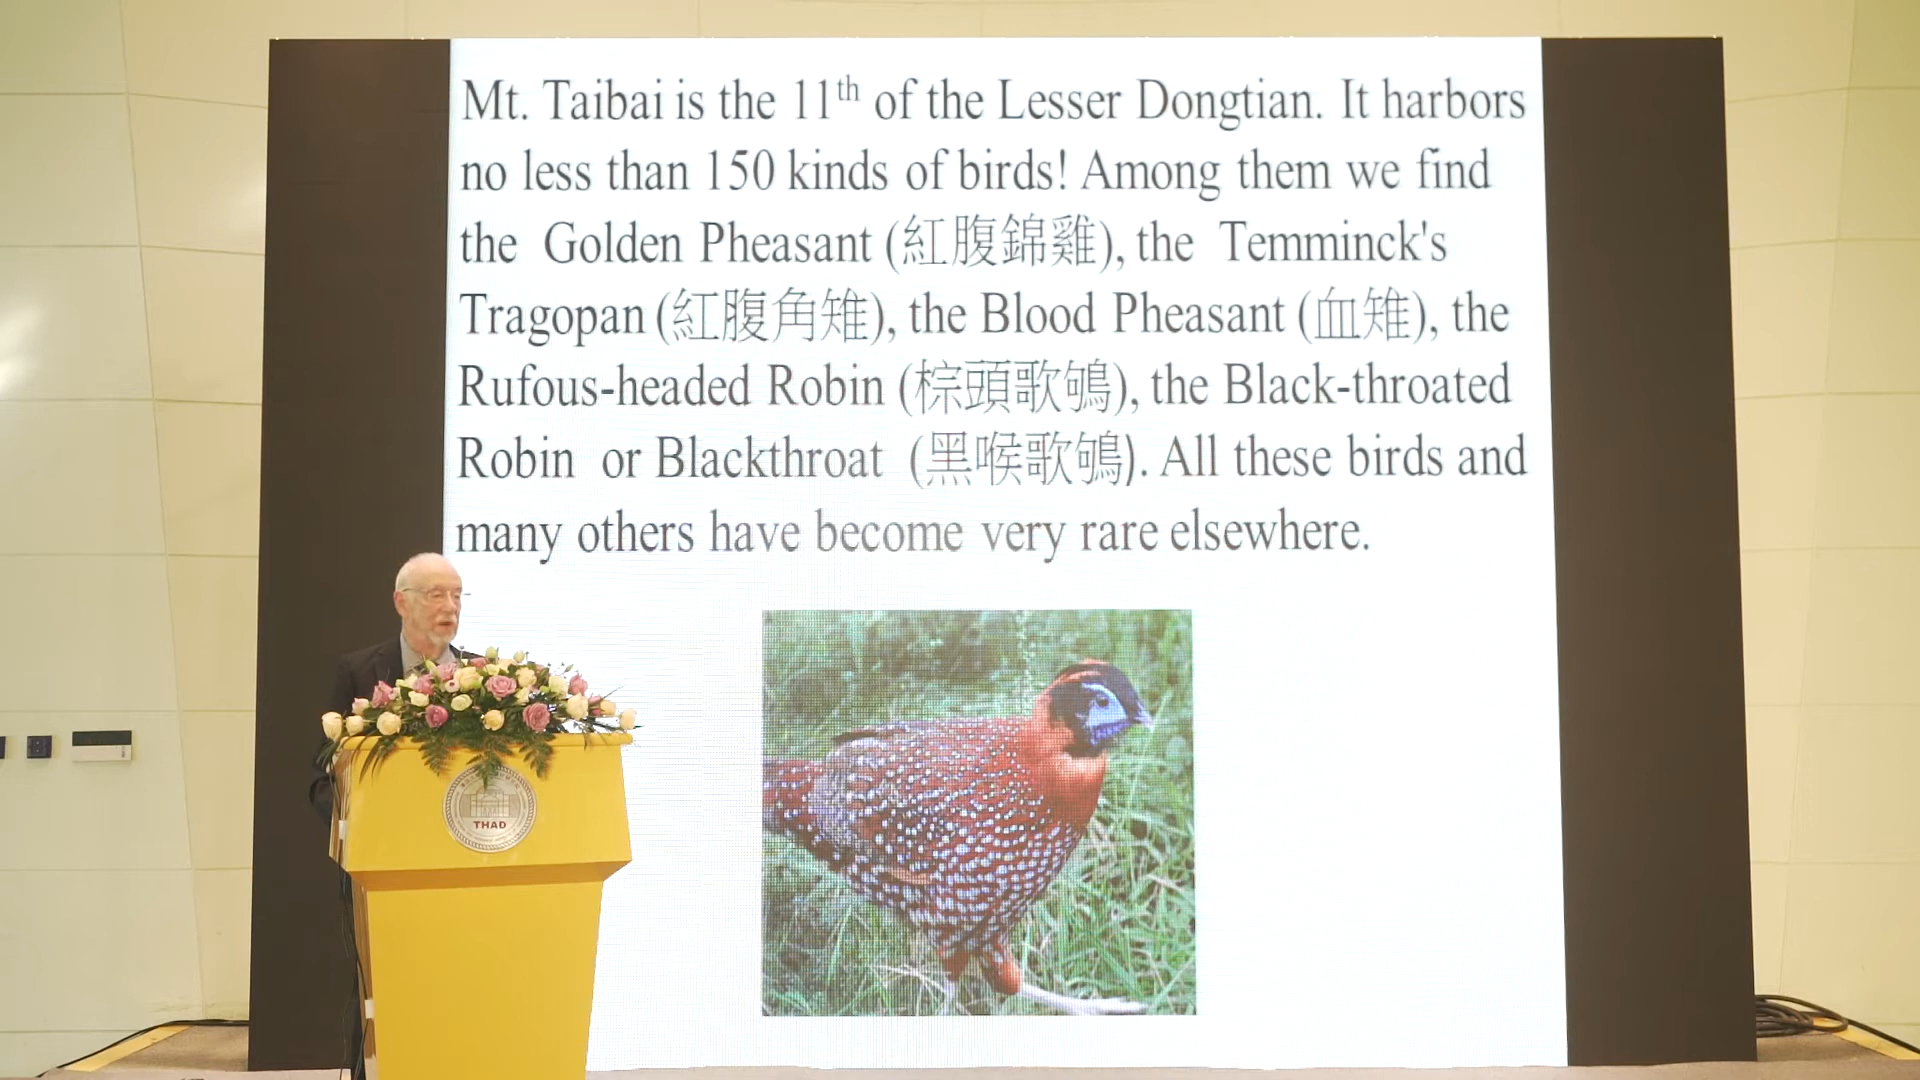 Mt. Taibai is the 11th of the Lesser Dongtian. It harbors
no less than 150 kinds of birds! Among them we find
the Golden Pheasant (紅腹錦雞), the Temminck's
Tragopan (紅腹角雉), the Blood Pheasant (血雉), the
Rufous-headed Robin (棕頭歌鴝), the Black-throated
Robin or Blackthroat (黑喉歌鴝). All these birds and
many others have become very rare elsewhere.
THAD